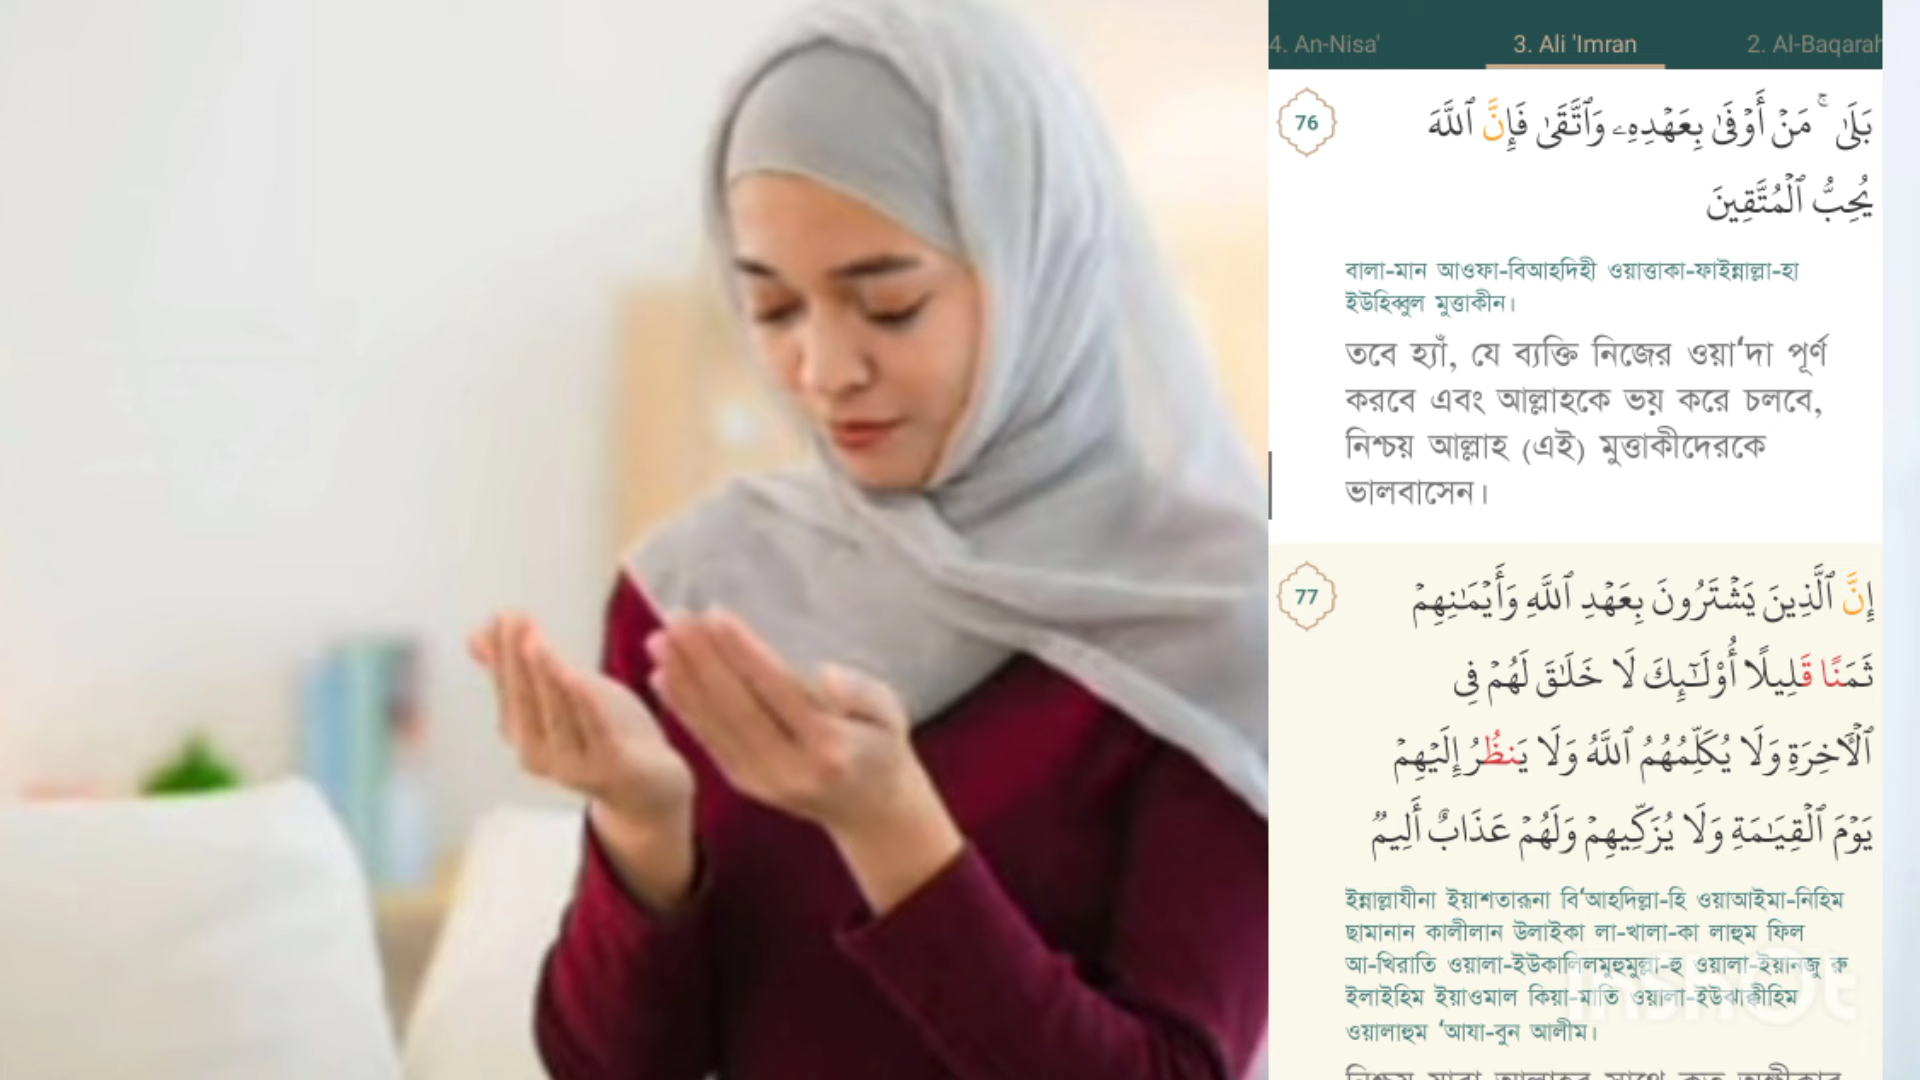 4. An-Nisa' 3. Ali 'Imran 2. Al-Baqarah
76
بَلَىٰ ۚ مَنْ أَوْفَىٰ بِعَهْدِهِۦ وَٱتَّقَىٰ فَإِنَّ ٱللَّهَ
يُحِبُّ ٱلْمُتَّقِينَ
বালা-মান আওফা-বিআহদিহী ওয়াত্তাকা-ফাইন্নাল্লা-হা
ইউহিব্বুল মুত্তাকীন।
তবে হ্যাঁ, যে ব্যক্তি নিজের ওয়া‘দা পূর্ণ
করবে এবং আল্লাহকে ভয় করে চলবে,
নিশ্চয় আল্লাহ (এই) মুত্তাকীদেরকে
ভালবাসেন।
77
إِنَّ ٱلَّذِينَ يَشْتَرُونَ بِعَهْدِ ٱللَّهِ وَأَيْمَـٰنِهِمْ
ثَمَنًا قَلِيلًا أُوْلَـٰٓئِكَ لَا خَلَـٰقَ لَهُمْ فِى
ٱلْـَٔاخِرَةِ وَلَا يُكَلِّمُهُمُ ٱللَّهُ وَلَا يَنظُرُ إِلَيْهِمْ
يَوْمَ ٱلْقِيَـٰمَةِ وَلَا يُزَكِّيهِمْ وَلَهُمْ عَذَابٌ أَلِيمٌ
ইন্নাল্লাযীনা ইয়াশতারূনা বি‘আহদিল্লা-হি ওয়াআইমা-নিহিম
ছামানান কালীলান উলাইকা লা-খালা-কা লাহুম ফিল
আ-খিরাতি ওয়ালা-ইউকালিলমুহুমুল্লা-হু ওয়ালা-ইয়ানজু রু
ইলাইহিম ইয়াওমাল কিয়া-মাতি ওয়ালা-ইউঝাক্কীহিম
ওয়ালাহুম ‘আযা-বুন আলীম।
InShOt